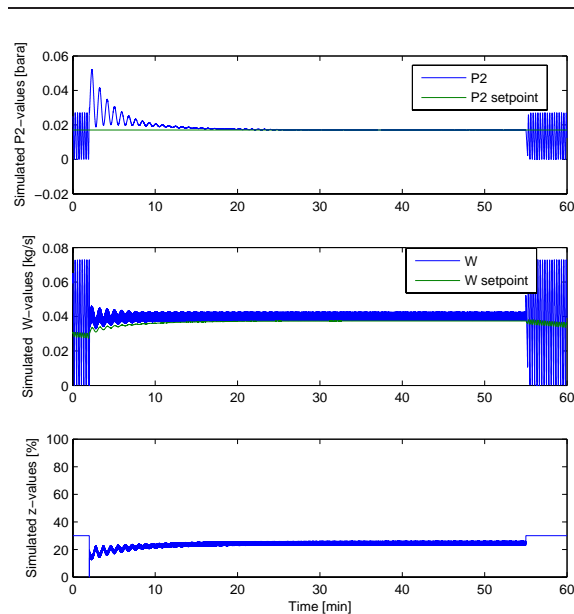 0.06
0.04
0.02
0
−0.02
Simulated P2−values [bara]
P2
P2 setpoint
0 10 20 30 40 50 60
0.08
0.06
0.04
0.02
0
Simulated W−values [kg/s]
W
W setpoint
0 10 20 30 40 50 60
100
80
60
40
20
0
Simulated z−values [%]
0 10 20 30 40 50 60
Time [min]